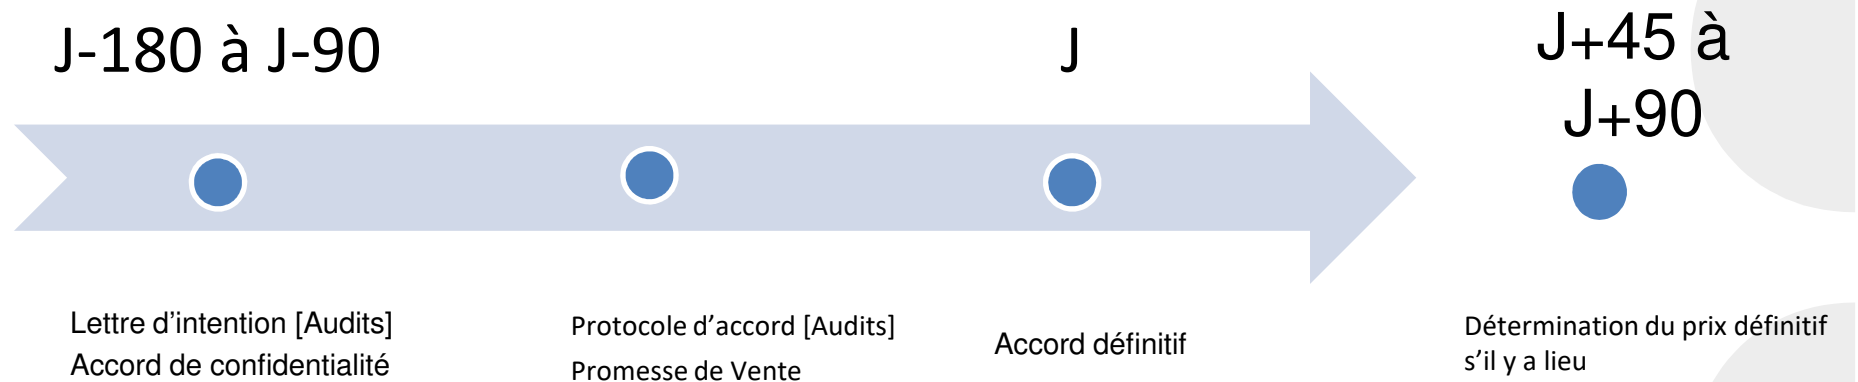 J-180 à J-90
J
J+45 à
J+90
Lettre d’intention [Audits]
Accord de confidentialité
Protocole d’accord [Audits]
Promesse de Vente
Accord définitif
Détermination du prix définitif
s’il y a lieu